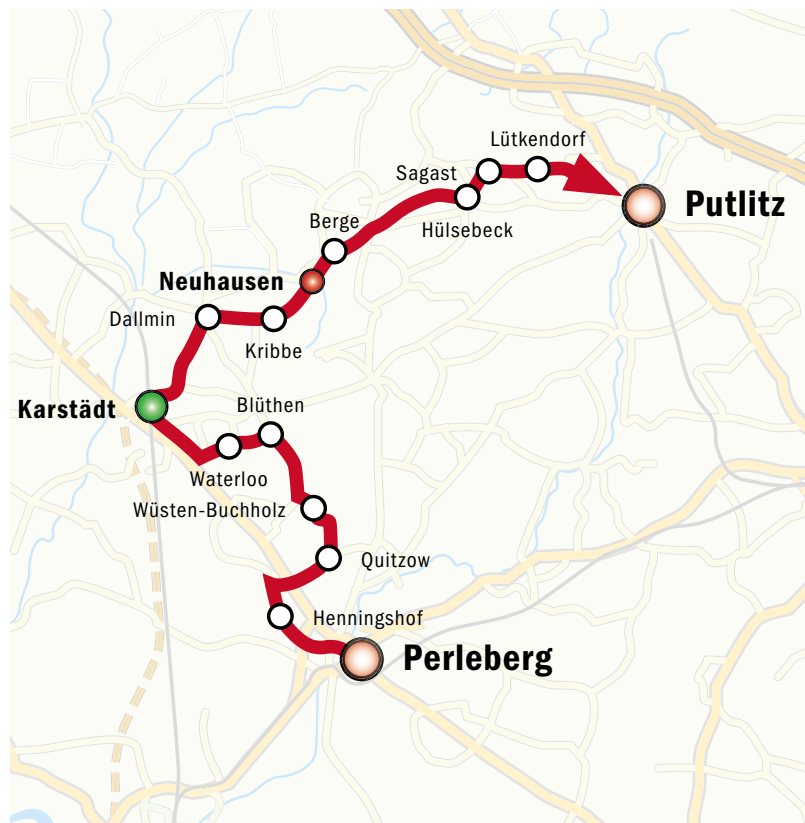 Lütkendorf
Sagast
Putlitz
Hülsebeck
Berge
Neuhausen
Dallmin
Kribbe
Karstädt
Blüthen
Waterloo
Wüsten-Buchholz
Quitzow
Henningshof
Perleberg